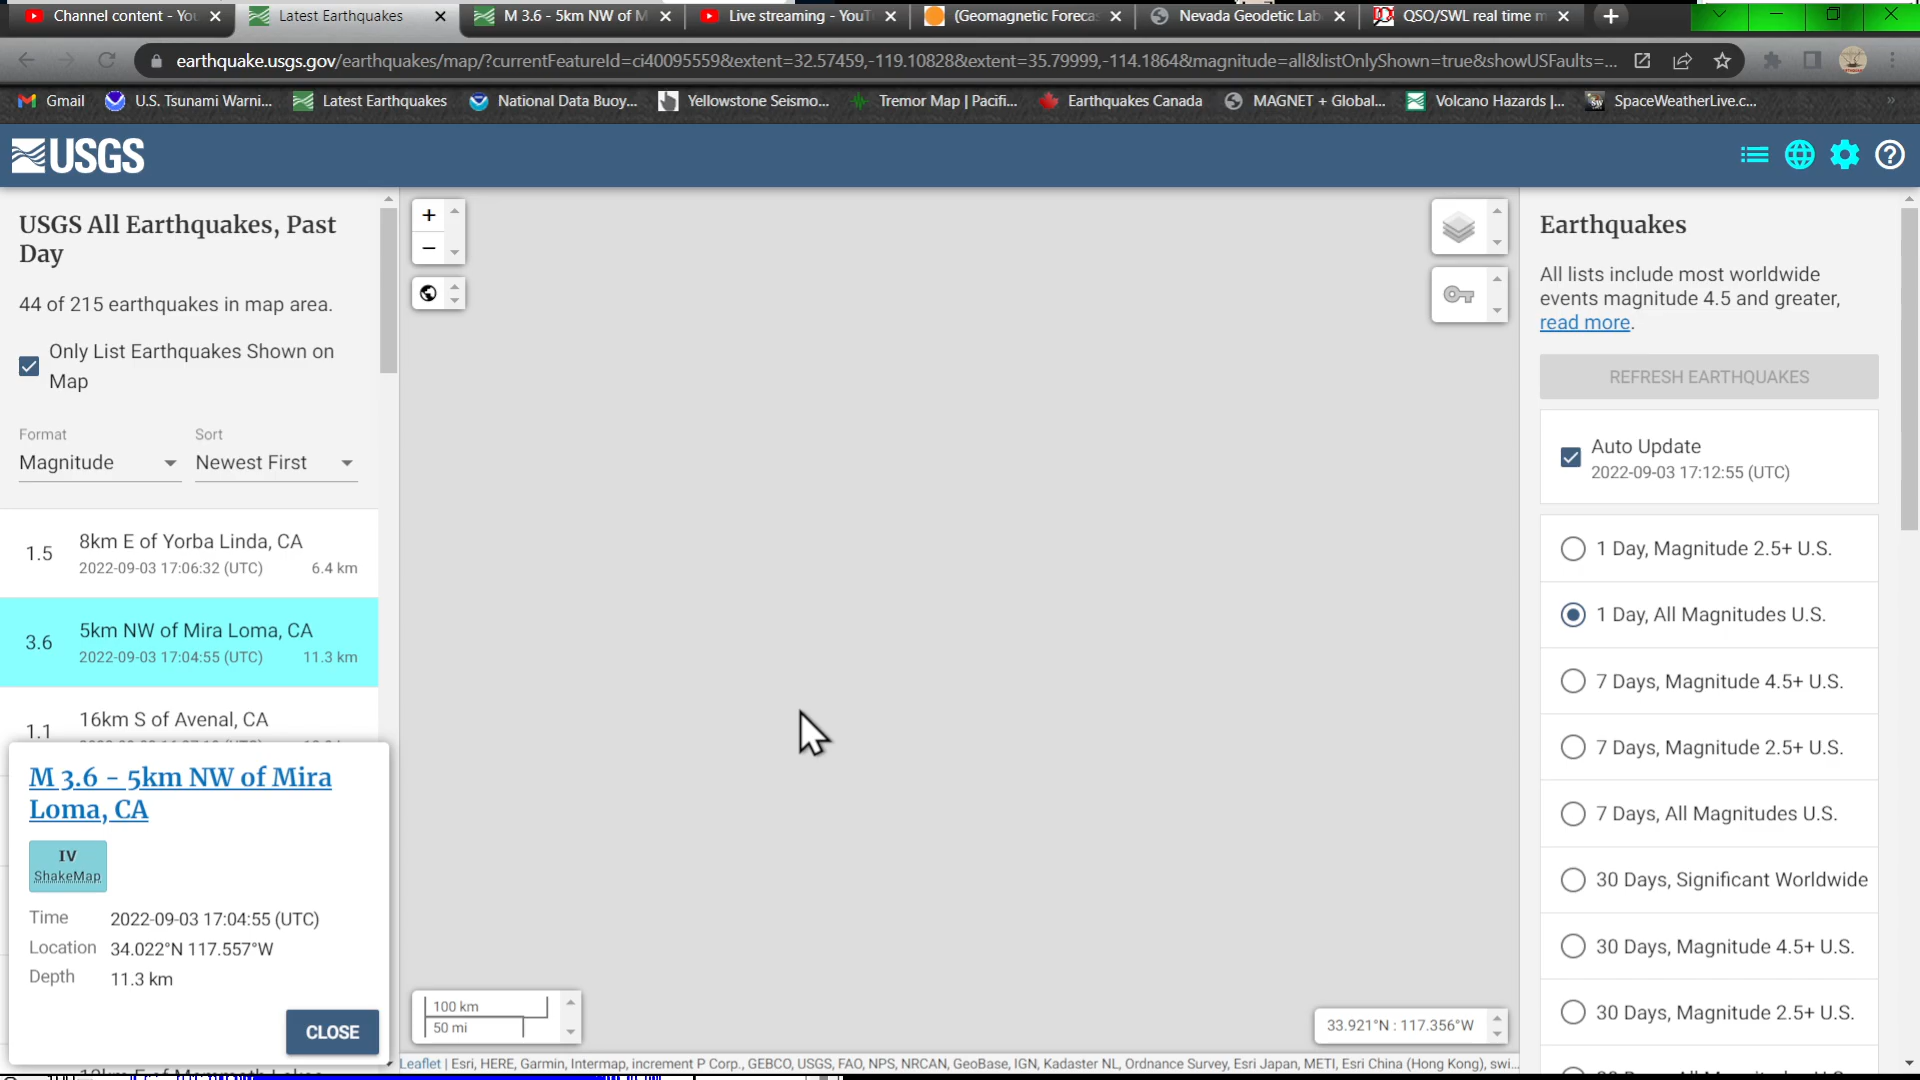 Channel content - You
Latest Earthquakes
M 3.6 - 5km NW of M
Live streaming - YouT
(Geomagnetic Foreca
Nevada Geodetic Lab
QSO/SWL real time m
earthquake.usgs.gov/earthquakes/map/?currentFeatureId=ci40095559&extent=32.57459,-119.10828&extent=35.79999,-114.1864&magnitude=all&listOnlyShown=true&showUSFaults=...
Gmail
U.S. Tsunami Warni...
Latest Earthquakes
National Data Buoy...
Yellowstone Seismo...
Tremor Map | Pacifi...
Earthquakes Canada
MAGNET + Global...
Volcano Hazards |...
SpaceWeatherLive.c...
USGS
USGS All Earthquakes, Past
Day
44 of 215 earthquakes in map area.
Only List Earthquakes Shown on
Map
Format
Sort
Magnitude
Newest First
1.5
8km E of Yorba Linda, CA
2022-09-03 17:06:32 (UTC)
6.4 km
3.6
5km NW of Mira Loma, CA
2022-09-03 17:04:55 (UTC)
11.3 km
1.1
16km S of Avenal, CA
M 3.6 - 5km NW of Mira
Loma, CA
IV
ShakeMap
Time
2022-09-03 17:04:55 (UTC)
Location
34.022°N 117.557°W
Depth
11.3 km
CLOSE
100 km
50 mi
33.921°N : 117.356°W
Leaflet | Esri, HERE, Garmin, Intermap, increment P Corp., GEBCO, USGS, FAO, NPS, NRCAN, GeoBase, IGN, Kadaster NL, Ordnance Survey, Esri Japan, METI, Esri China (Hong Kong), swi...
Earthquakes
All lists include most worldwide
events magnitude 4.5 and greater,
read more.
REFRESH EARTHQUAKES
Auto Update
2022-09-03 17:12:55 (UTC)
1 Day, Magnitude 2.5+ U.S.
1 Day, All Magnitudes U.S.
7 Days, Magnitude 4.5+ U.S.
7 Days, Magnitude 2.5+ U.S.
7 Days, All Magnitudes U.S.
30 Days, Significant Worldwide
30 Days, Magnitude 4.5+ U.S.
30 Days, Magnitude 2.5+ U.S.